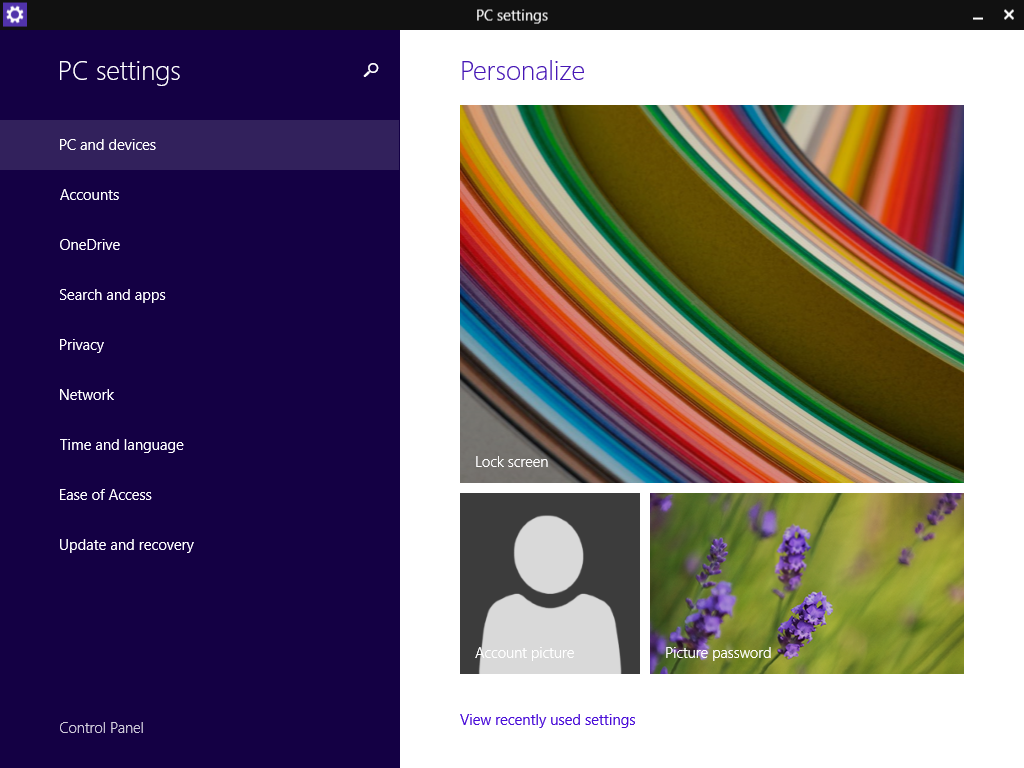 PC settings
PC settings
PC and devices
Accounts
OneDrive
Search and apps
Privacy
Network
Time and language
Ease of Access
Update and recovery
Control Panel
Personalize
Lock screen
Account picture
Picture password
View recently used settings